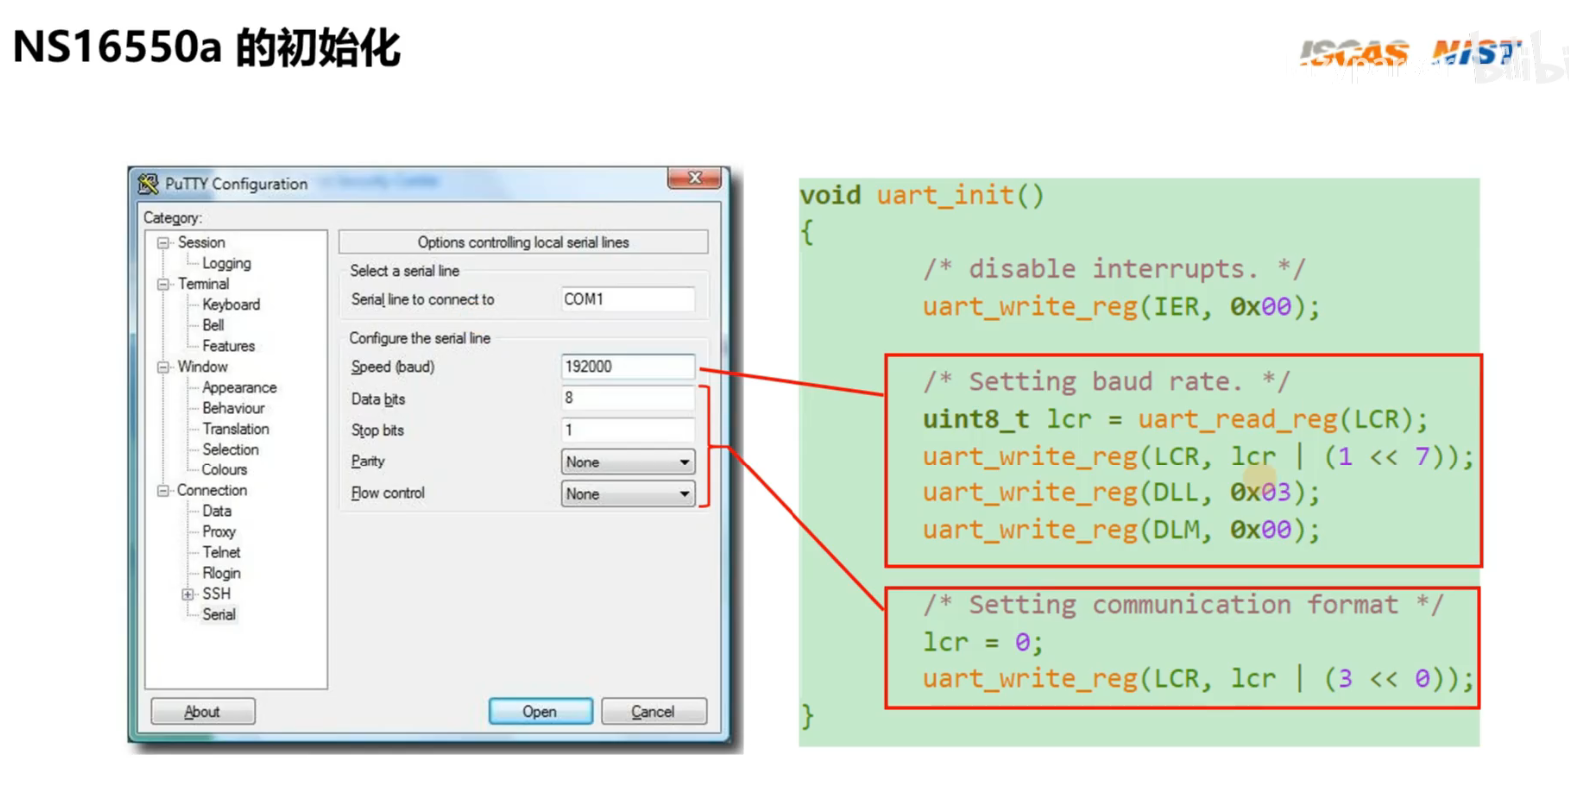 NS16550a 的初始化
ISCAS MIST
PuTTY Configuration
Category:
Session
Logging
Terminal
Keyboard
Bell
Features
Window
Appearance
Behaviour
Translation
Selection
Colours
Connection
Data
Proxy
Telnet
Rlogin
SSH
Serial
Options controlling local serial lines
Select a serial line
Serial line to connect to COM1
Configure the serial line
Speed (baud) 192000
Data bits 8
Stop bits 1
Parity None
Flow control None
About
Open
Cancel
void uart_init()
{
/* disable interrupts. */
uart_write_reg(IER, 0x00);
/* Setting baud rate. */
uint8_t lcr = uart_read_reg(LCR);
uart_write_reg(LCR, lcr | (1 << 7));
uart_write_reg(DLL, 0x03);
uart_write_reg(DLM, 0x00);
/* Setting communication format */
lcr = 0;
uart_write_reg(LCR, lcr | (3 << 0));
}